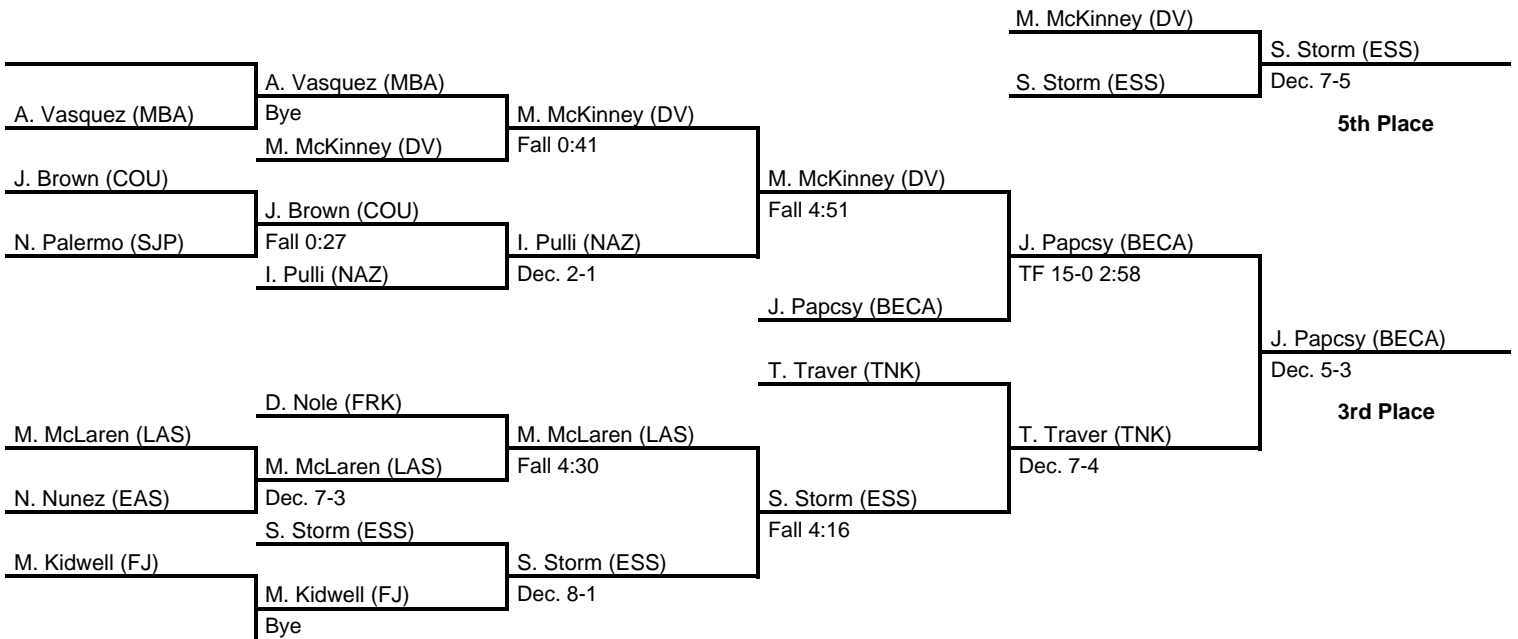 M. McKinney (DV)
S. Storm (ESS)
A. Vasquez (MBA)
S. Storm (ESS)
Dec. 7-5
A. Vasquez (MBA)
Bye
M. McKinney (DV)
5th Place
M. McKinney (DV)
Fall 0:41
J. Brown (COU)
M. McKinney (DV)
J. Brown (COU)
Fall 4:51
N. Palermo (SJP)
Fall 0:27
I. Pulli (NAZ)
J. Papcsy (BECA)
I. Pulli (NAZ)
Dec. 2-1
TF 15-0 2:58
J. Papcsy (BECA)
J. Papcsy (BECA)
T. Traver (TNK)
Dec. 5-3
D. Nole (FRK)
3rd Place
M. McLaren (LAS)
M. McLaren (LAS)
T. Traver (TNK)
M. McLaren (LAS)
Fall 4:30
Dec. 7-4
N. Nunez (EAS)
Dec. 7-3
S. Storm (ESS)
S. Storm (ESS)
Fall 4:16
M. Kidwell (FJ)
S. Storm (ESS)
M. Kidwell (FJ)
Dec. 8-1
Bye